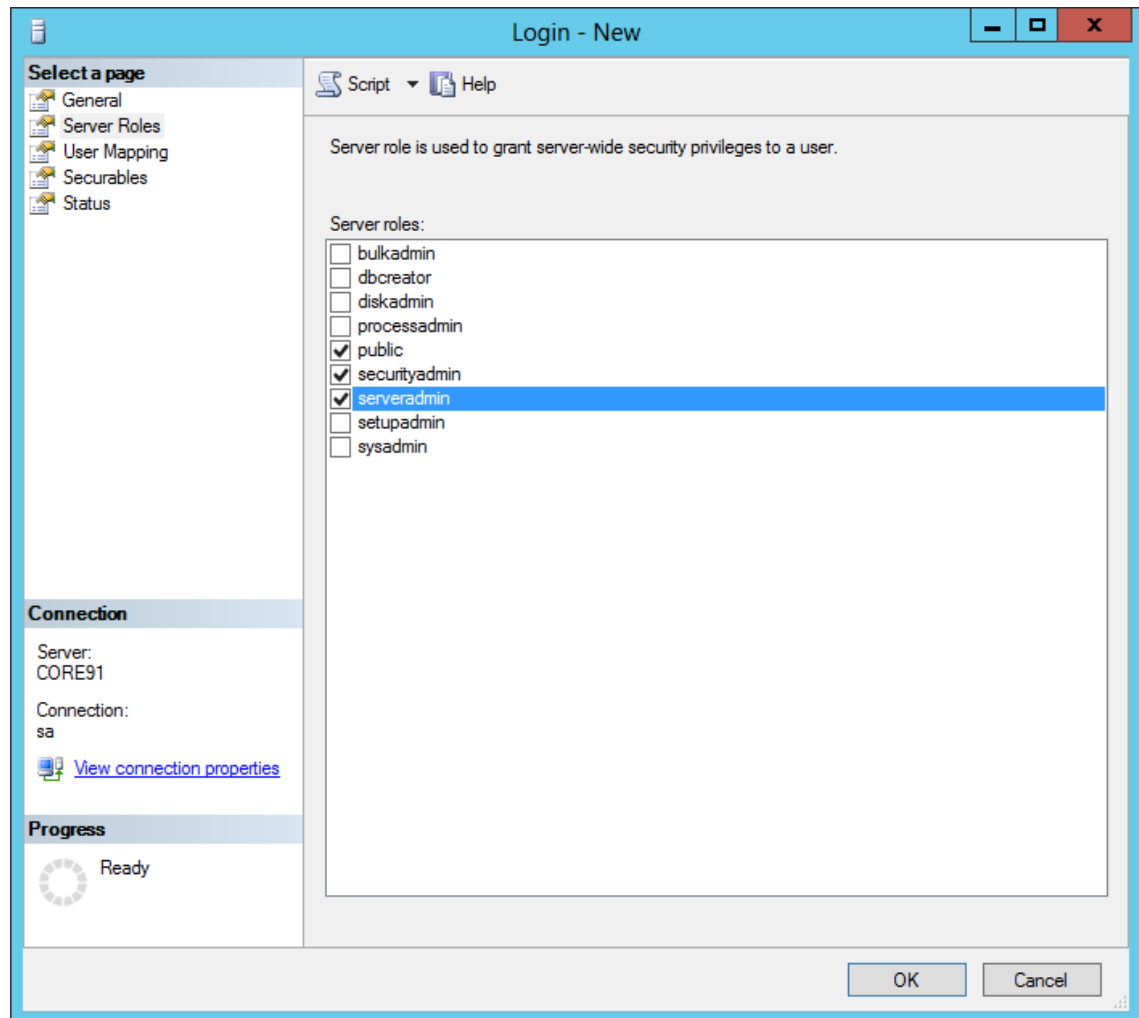 Login - New
x
Select a page
General
Server Roles
User Mapping
Securables
Status
Script Help
Server role is used to grant server-wide security privileges to a user.
Server roles:
bulkadmin
dbcreator
diskadmin
processadmin
public
securityadmin
serveradmin
setupadmin
sysadmin
Connection
Server:
CORE91
Connection:
sa
View connection properties
Progress
Ready
OK Cancel